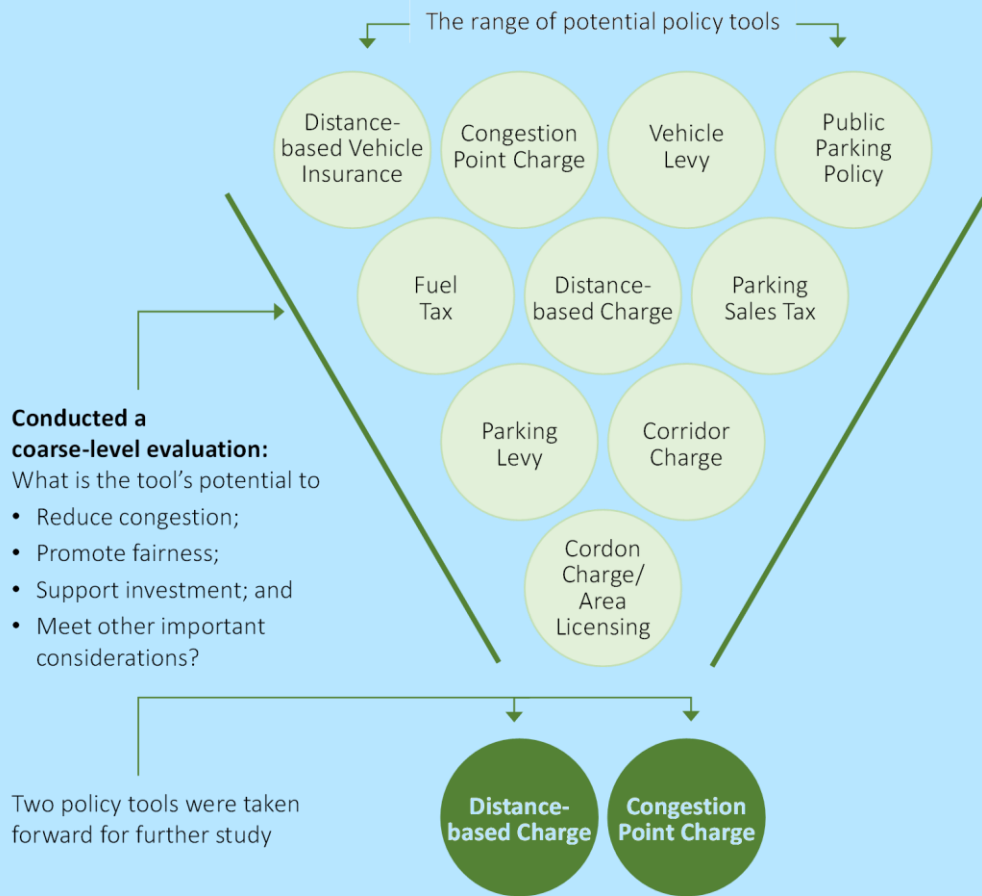 The range of potential policy tools
Distance-
based Vehicle
Insurance
Congestion
Point Charge
Vehicle
Levy
Public
Parking
Policy
Fuel
Tax
Distance-
based Charge
Parking
Sales Tax
Parking
Levy
Corridor
Charge
Cordon
Charge/
Area
Licensing
Conducted a
coarse-level evaluation:
What is the tool’s potential to
• Reduce congestion;
• Promote fairness;
• Support investment; and
• Meet other important
considerations?
Two policy tools were taken
forward for further study
Distance-
based Charge
Congestion
Point Charge